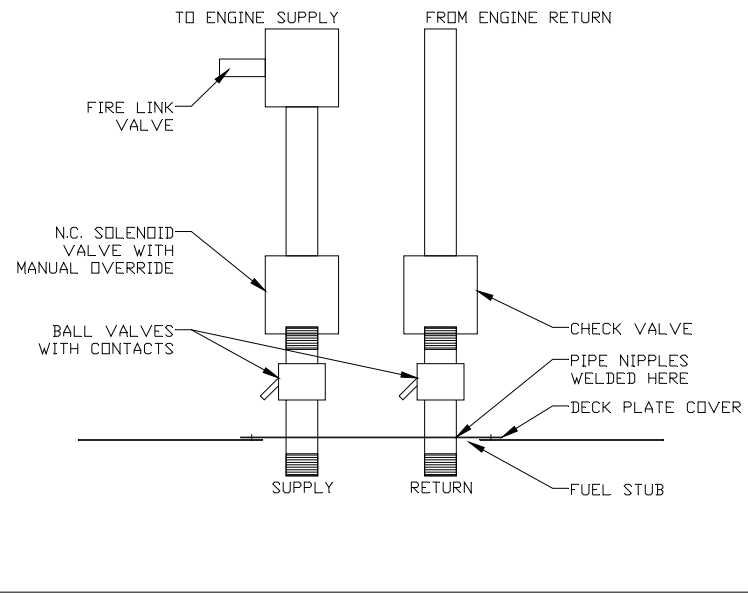 TO ENGINE SUPPLY
FROM ENGINE RETURN
FIRE LINK
VALVE
N.C. SOLENOID
VALVE WITH
MANUAL OVERRIDE
BALL VALVES
WITH CONTACTS
CHECK VALVE
PIPE NIPPLES
WELDED HERE
DECK PLATE COVER
SUPPLY
RETURN
FUEL STUB